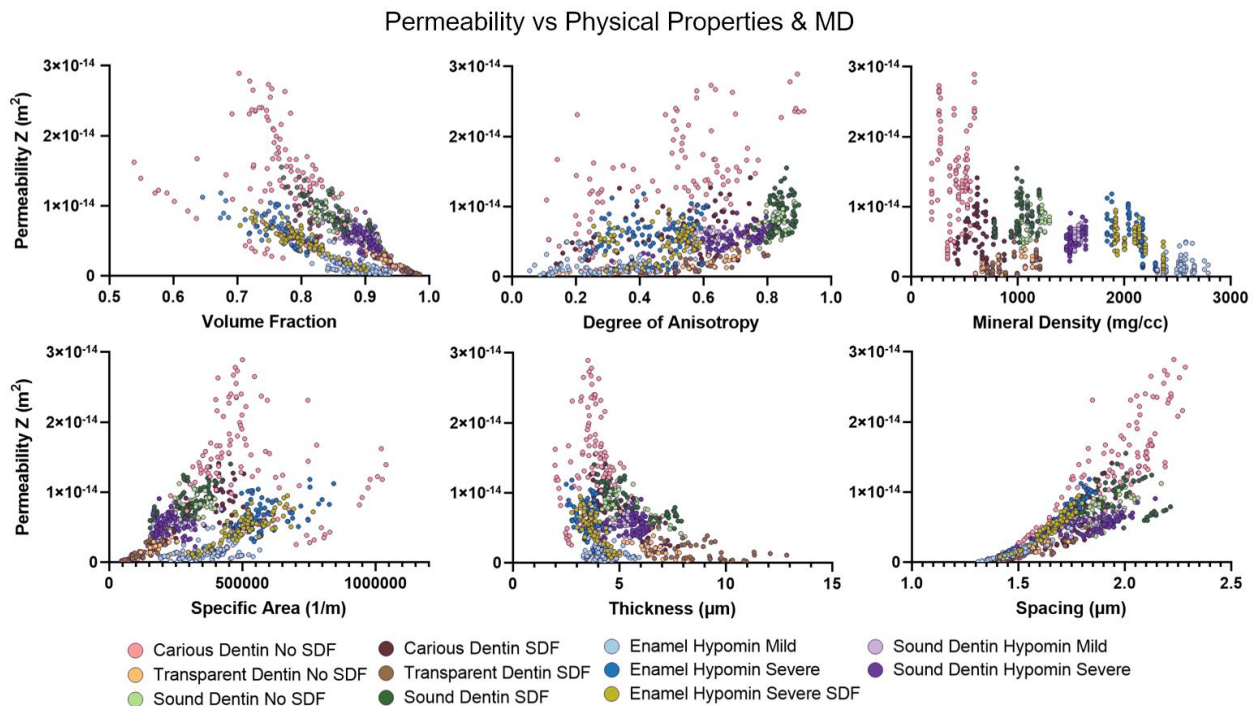 Permeability vs Physical Properties & MD
Permeability Z (m²)
3×10⁻¹⁴
2×10⁻¹⁴
1×10⁻¹⁴
0
0.5 0.6 0.7 0.8 0.9 1.0
Volume Fraction
3×10⁻¹⁴
2×10⁻¹⁴
1×10⁻¹⁴
0
0.0 0.2 0.4 0.6 0.8 1.0
Degree of Anisotropy
3×10⁻¹⁴
2×10⁻¹⁴
1×10⁻¹⁴
0
0 1000 2000 3000
Mineral Density (mg/cc)
Permeability Z (m²)
3×10⁻¹⁴
2×10⁻¹⁴
1×10⁻¹⁴
0
0 500000 1000000
Specific Area (1/m)
3×10⁻¹⁴
2×10⁻¹⁴
1×10⁻¹⁴
0
0 5 10 15
Thickness (µm)
3×10⁻¹⁴
2×10⁻¹⁴
1×10⁻¹⁴
0
1.0 1.5 2.0 2.5
Spacing (µm)
Carious Dentin No SDF
Transparent Dentin No SDF
Sound Dentin No SDF
Carious Dentin SDF
Transparent Dentin SDF
Sound Dentin SDF
Enamel Hypomin Mild
Enamel Hypomin Severe
Enamel Hypomin Severe SDF
Sound Dentin Hypomin Mild
Sound Dentin Hypomin Severe